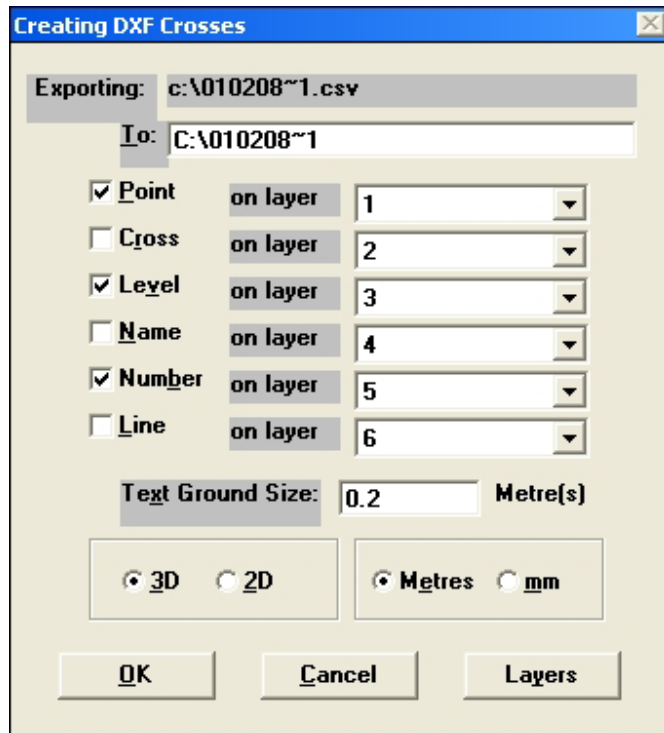 Creating DXF Crosses
Exporting: c:\010208~1.csv
To: C:\010208~1
Point on layer 1
Cross on layer 2
Level on layer 3
Name on layer 4
Number on layer 5
Line on layer 6
Text Ground Size: 0.2 Metre(s)
3D 2D Metres mm
OK Cancel Layers